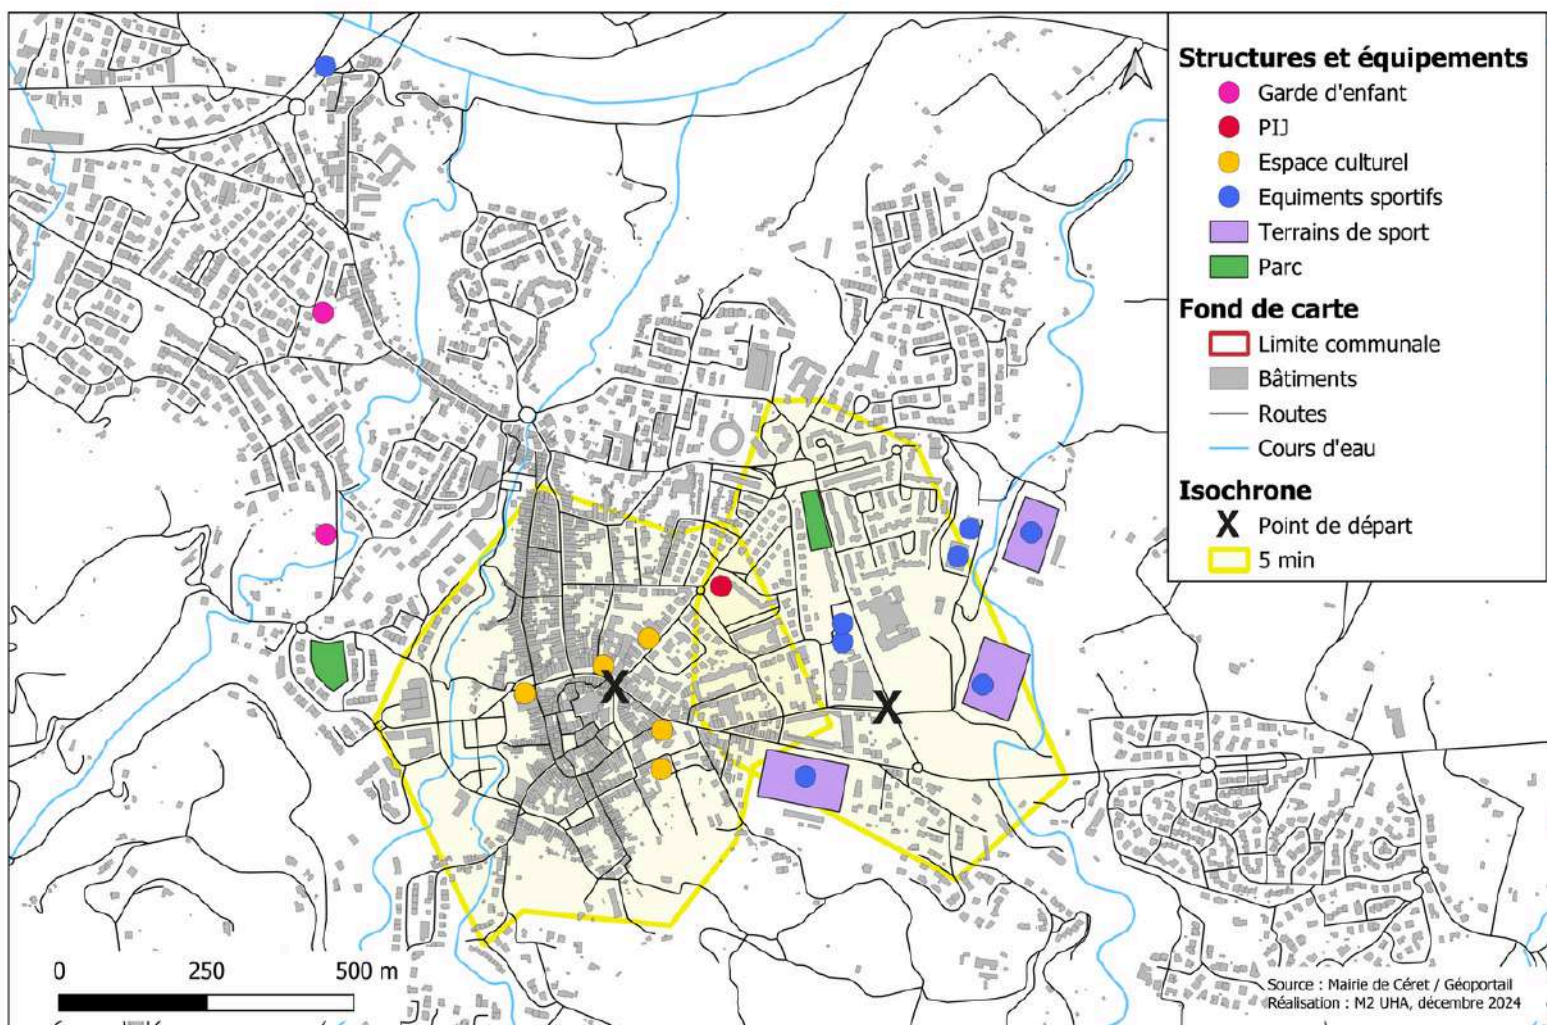 Structures et équipements
Garde d'enfant
PIJ
Espace culturel
Equiments sportifs
Terrains de sport
Parc
Fond de carte
Limite communale
Bâtiments
Routes
Cours d'eau
Isochrone
X Point de départ
5 min
X
X
0 250 500 m
Source : Mairie de Céret / Géoportail
Réalisation : M2 UHA, décembre 2024